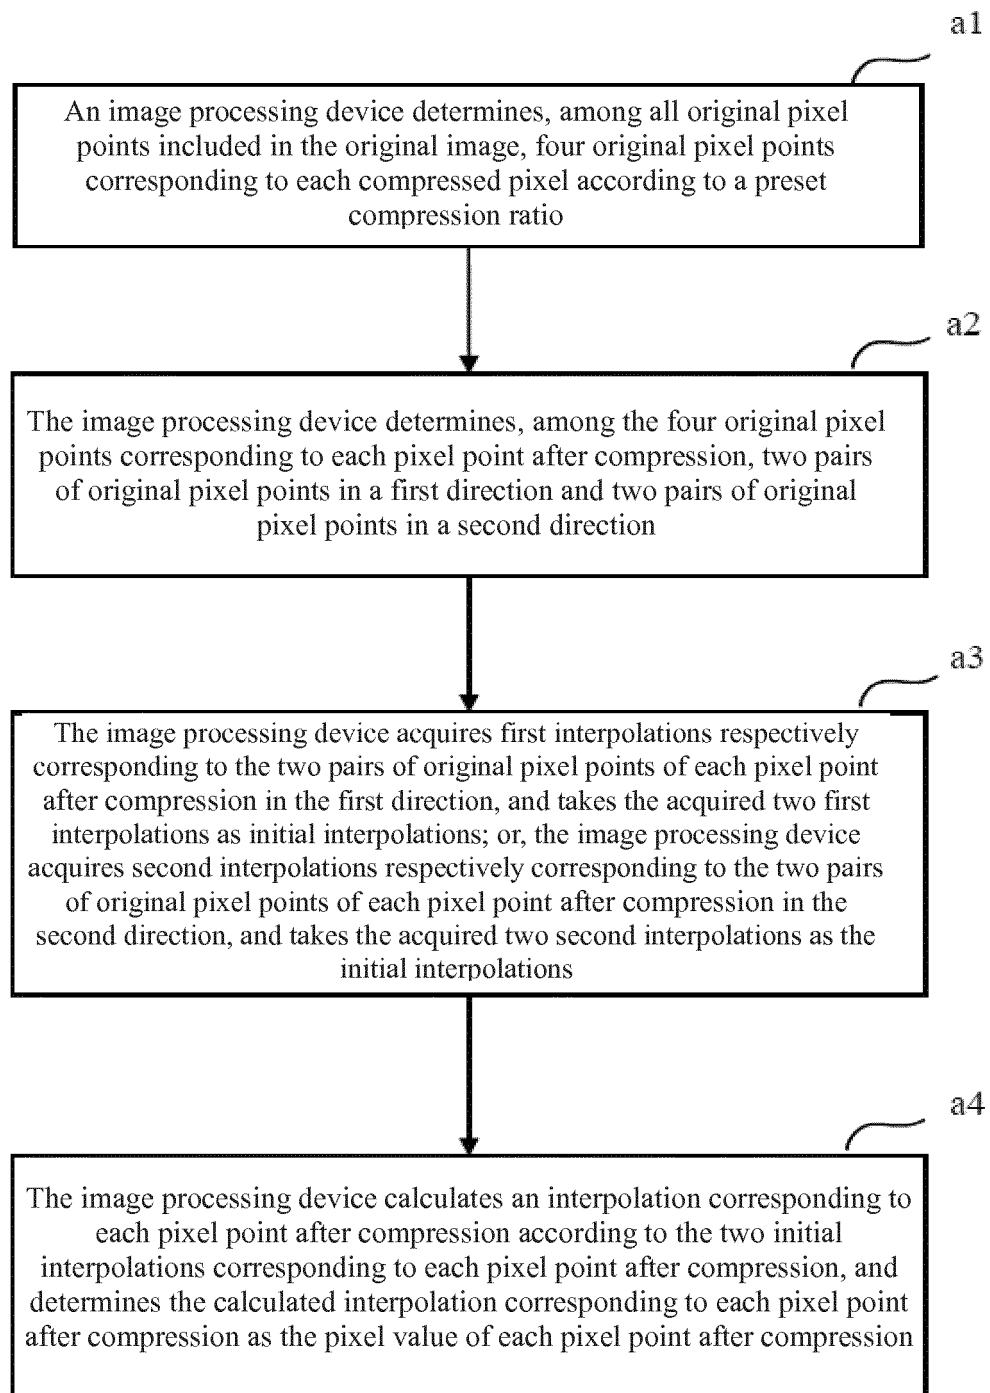 a1
An image processing device determines, among all original pixel
points included in the original image, four original pixel points
corresponding to each compressed pixel according to a preset
compression ratio
a2
The image processing device determines, among the four original pixel
points corresponding to each pixel point after compression, two pairs
of original pixel points in a first direction and two pairs of original
pixel points in a second direction
a3
The image processing device acquires first interpolations respectively
corresponding to the two pairs of original pixel points of each pixel point
after compression in the first direction, and takes the acquired two first
interpolations as initial interpolations; or, the image processing device
acquires second interpolations respectively corresponding to the two pairs
of original pixel points of each pixel point after compression in the
second direction, and takes the acquired two second interpolations as the
initial interpolations
a4
The image processing device calculates an interpolation corresponding to
each pixel point after compression according to the two initial
interpolations corresponding to each pixel point after compression, and
determines the calculated interpolation corresponding to each pixel point
after compression as the pixel value of each pixel point after compression